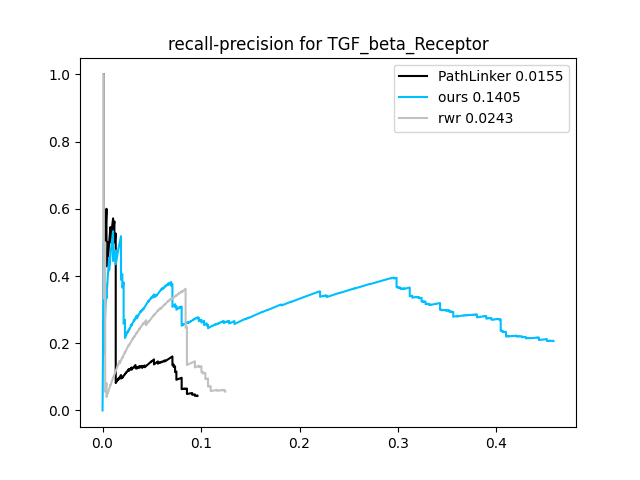 recall-precision for TGF_beta_Receptor
PathLinker 0.0155
ours 0.1405
rwr 0.0243
1.0
0.8
0.6
0.4
0.2
0.0
0.0 0.1 0.2 0.3 0.4